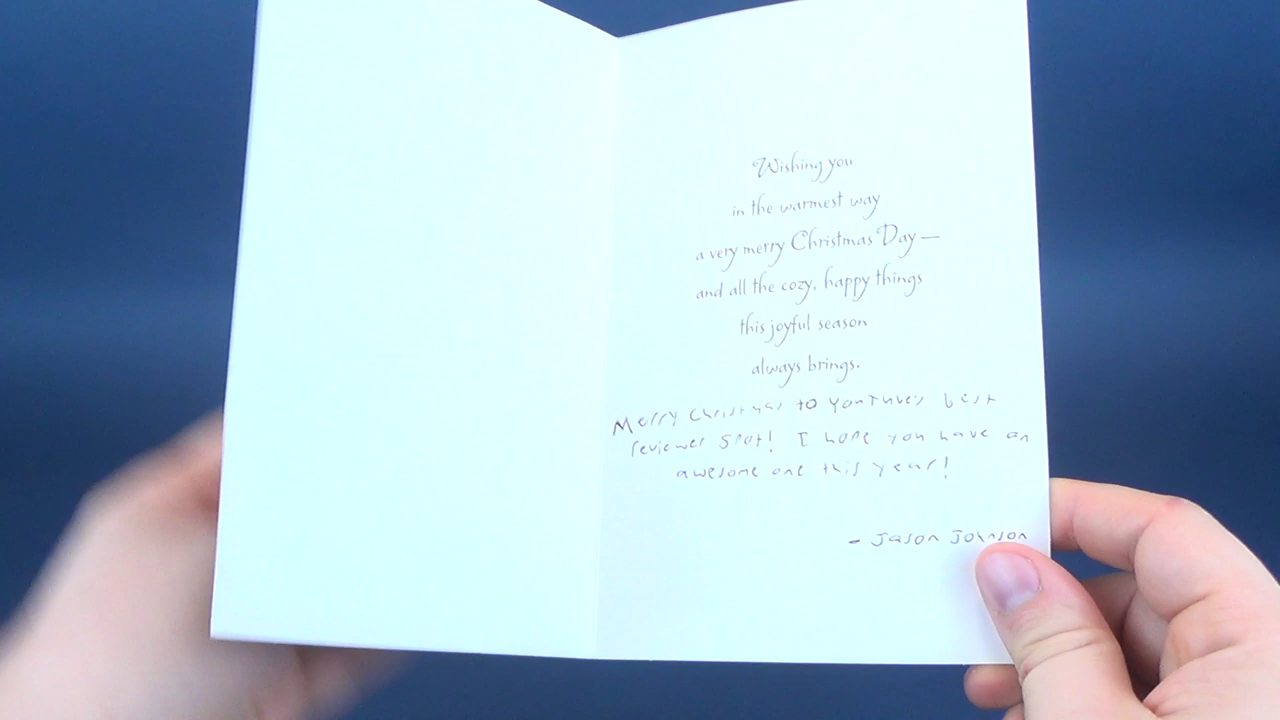 Wishing you
in the warmest way
a very merry Christmas Day —
and all the cozy, happy things
this joyful season
always brings.
Merry Christmas to YouTube's best
reviewer Spot! I hope you have an
awesome one this year!
- Jason Johnson